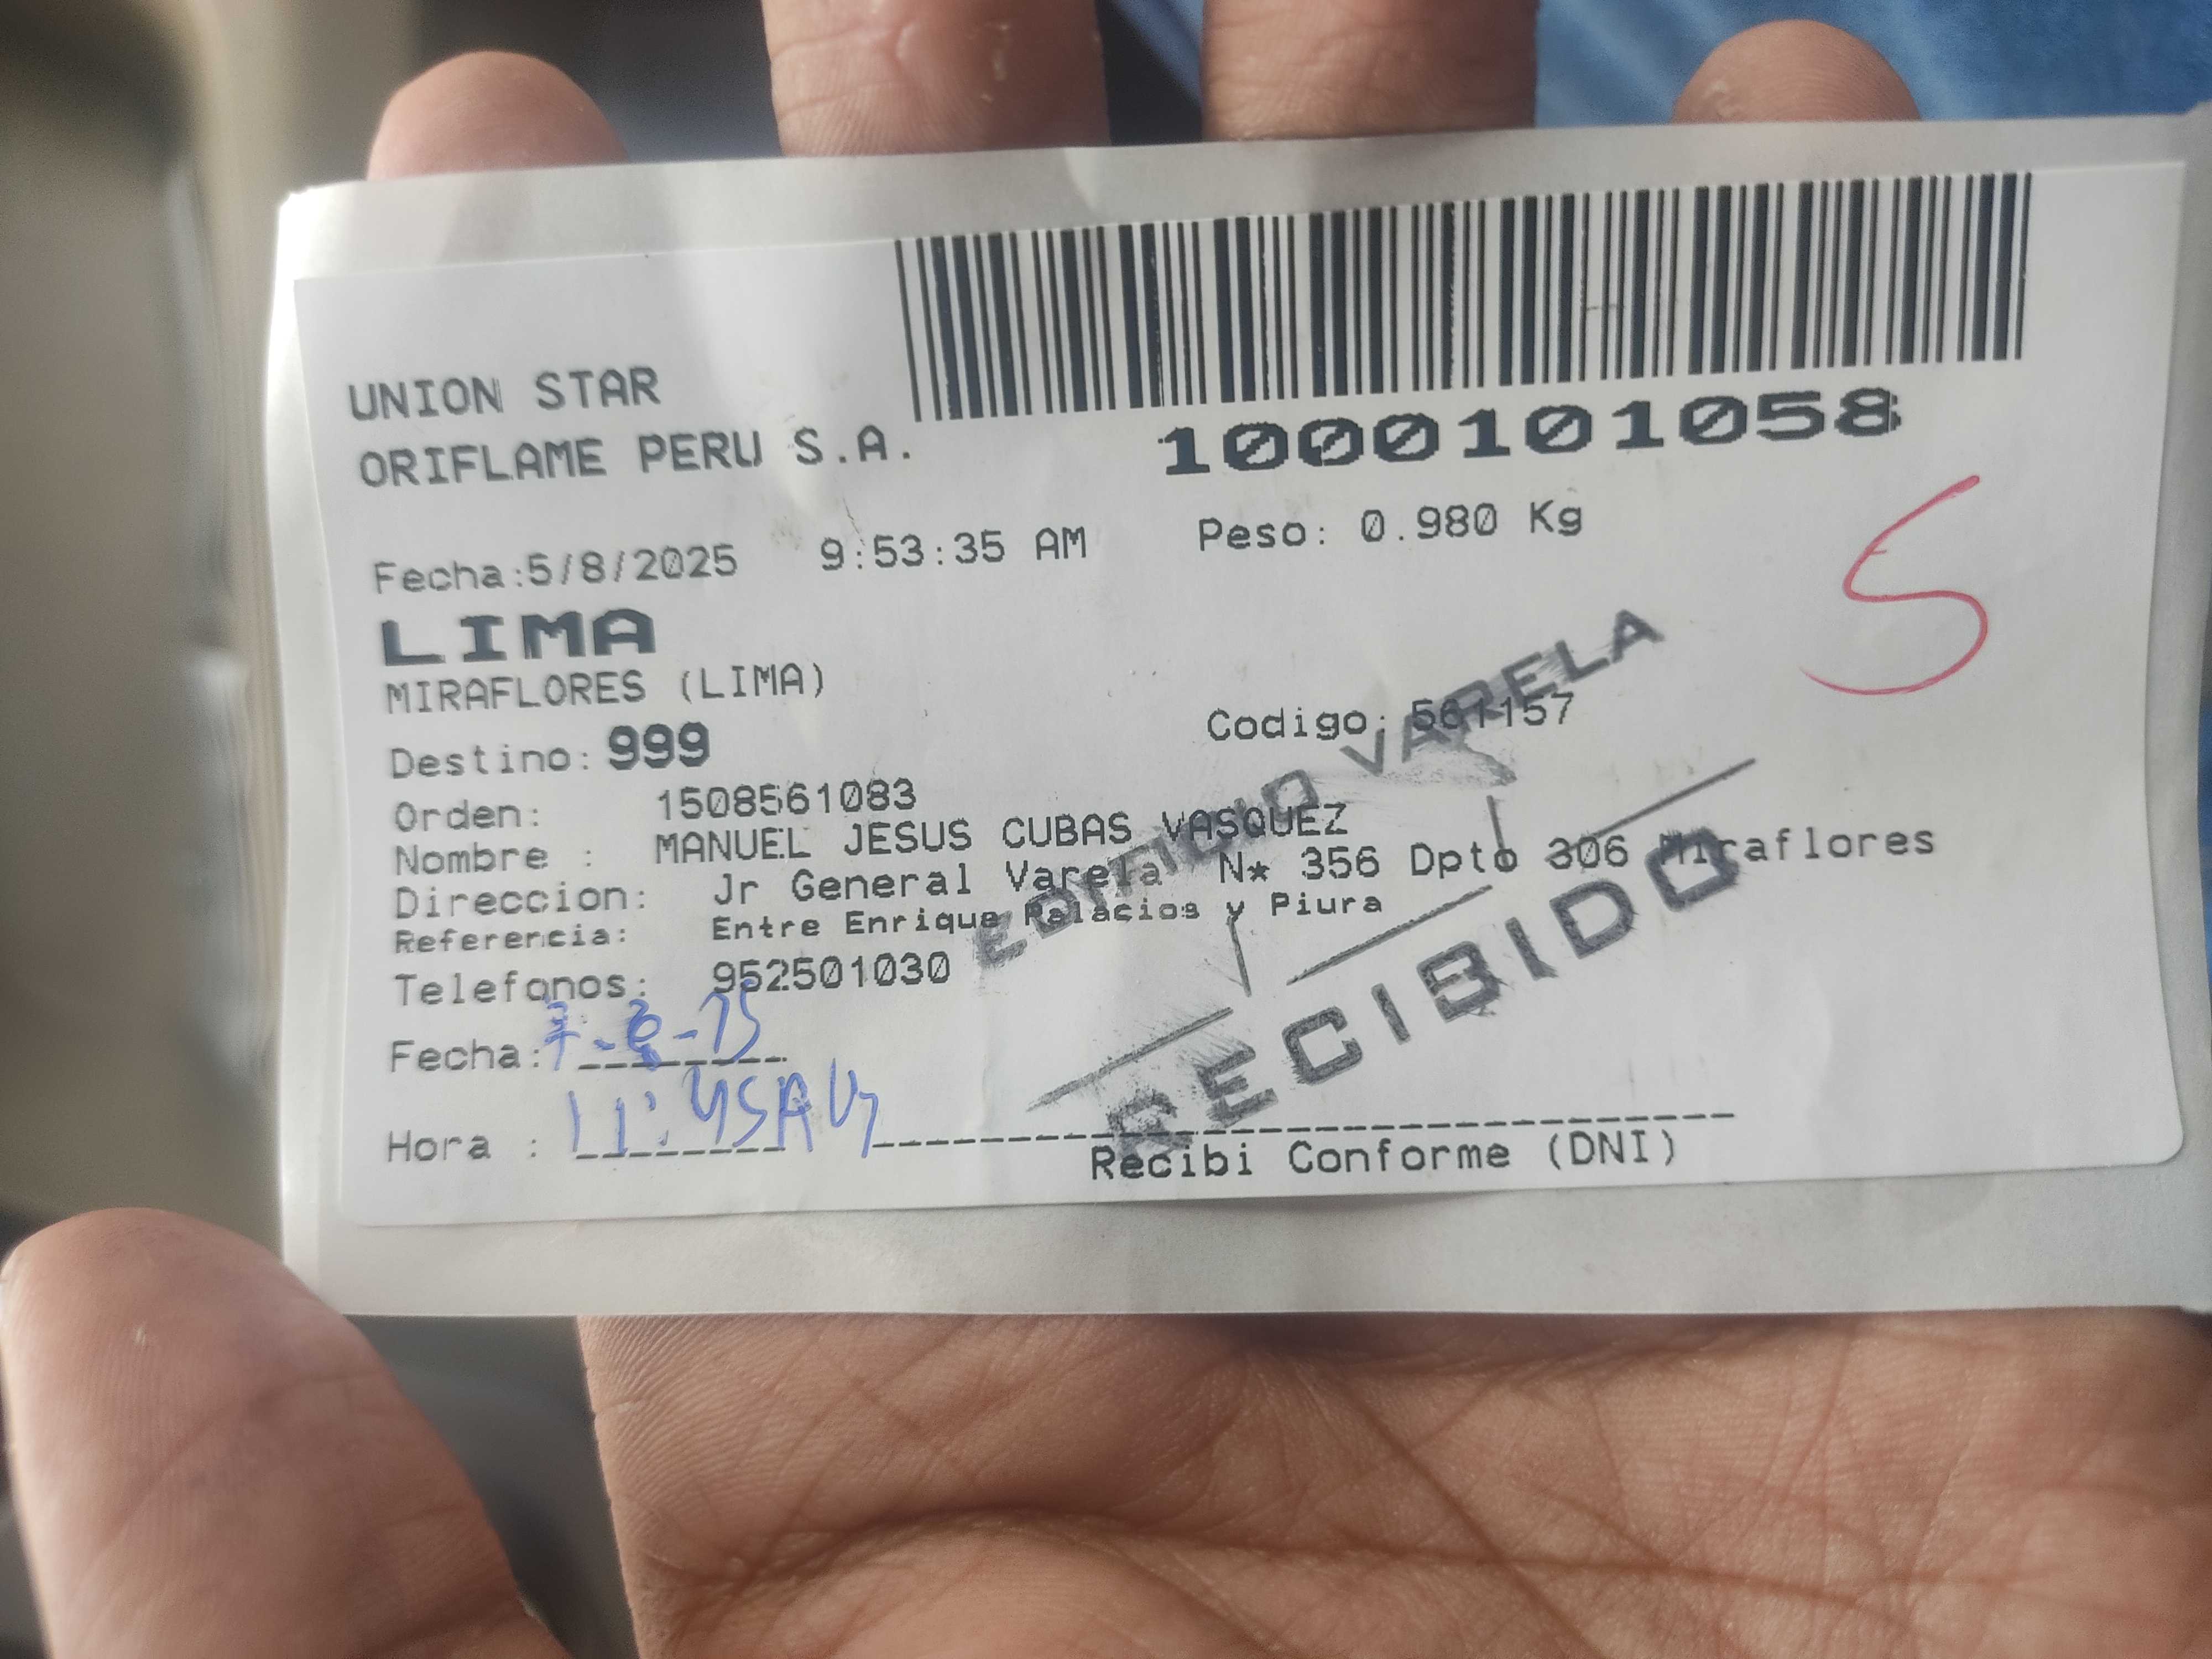 UNION STAR
ORIFLAME PERU S.A.
1000101058
Fecha:5/8/2025 9:53:35 AM Peso: 0.980 Kg
S
LIMA
MIRAFLORES (LIMA)
Destino: 999 Codigo: 561157
Orden: 1508561083
Nombre : MANUEL JESUS CUBAS VASQUEZ
Direccion: Jr General Varela N* 356 Dpto 306 Miraflores
Referencia: Entre Enrique Palacios y Piura
Telefonos: 952501030
EDIFICIO VARELA
RECIBIDO
Fecha:
Hora : 11:45AM
Recibi Conforme (DNI)